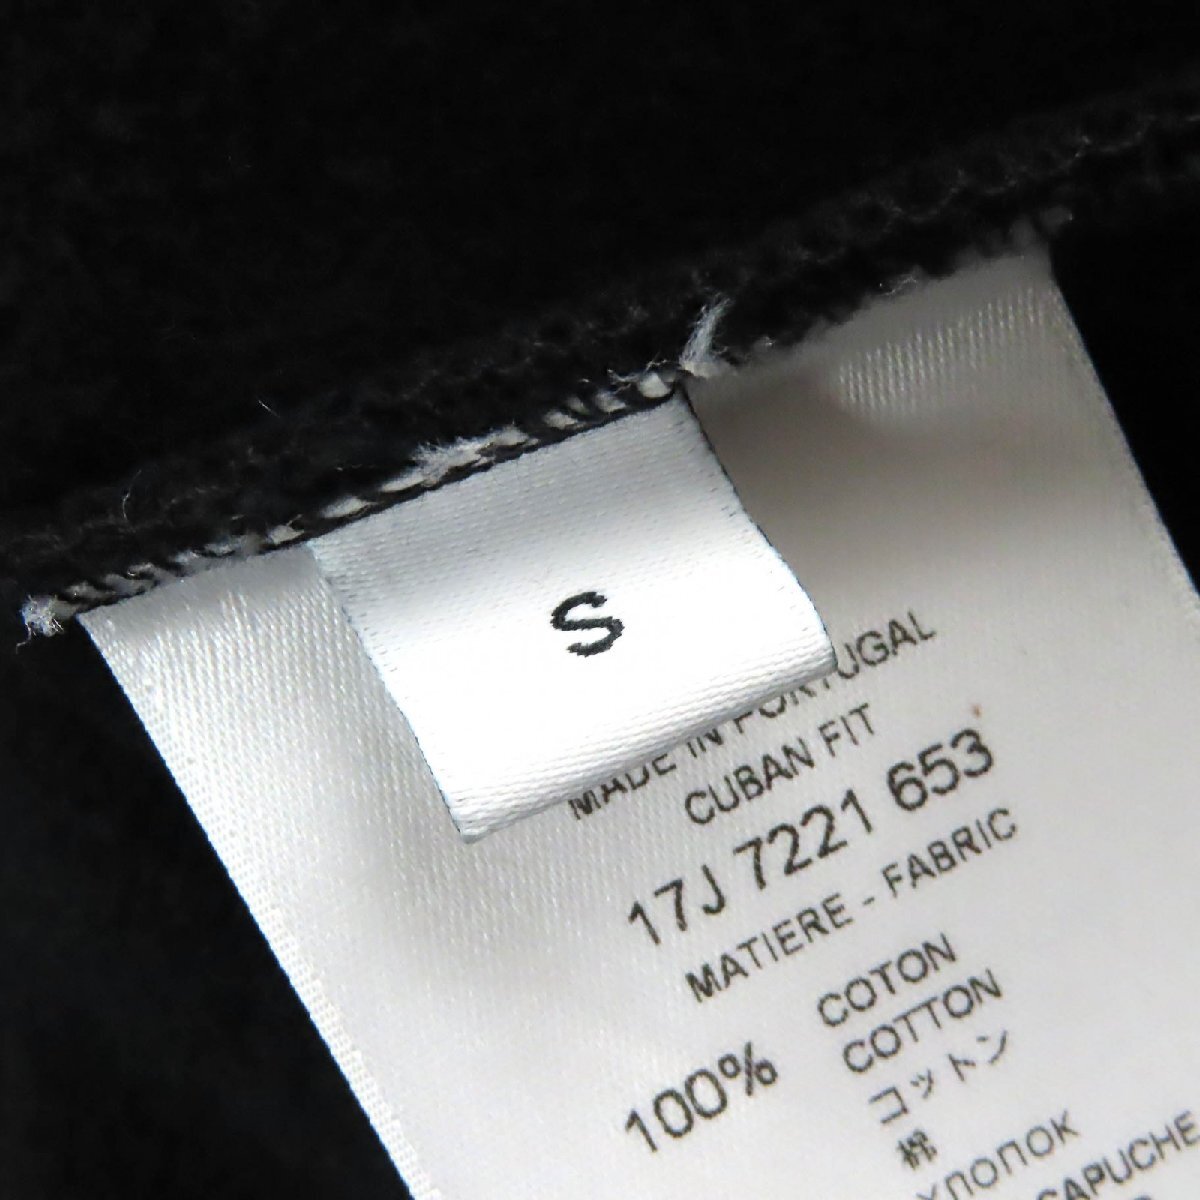 S
MADE IN PORTUGAL
CUBAN FIT
17J 7221 653
MATIERE - FABRIC
100%
COTON
COTTON
コットン
棉
ХЛОПОК
CAPUCHE